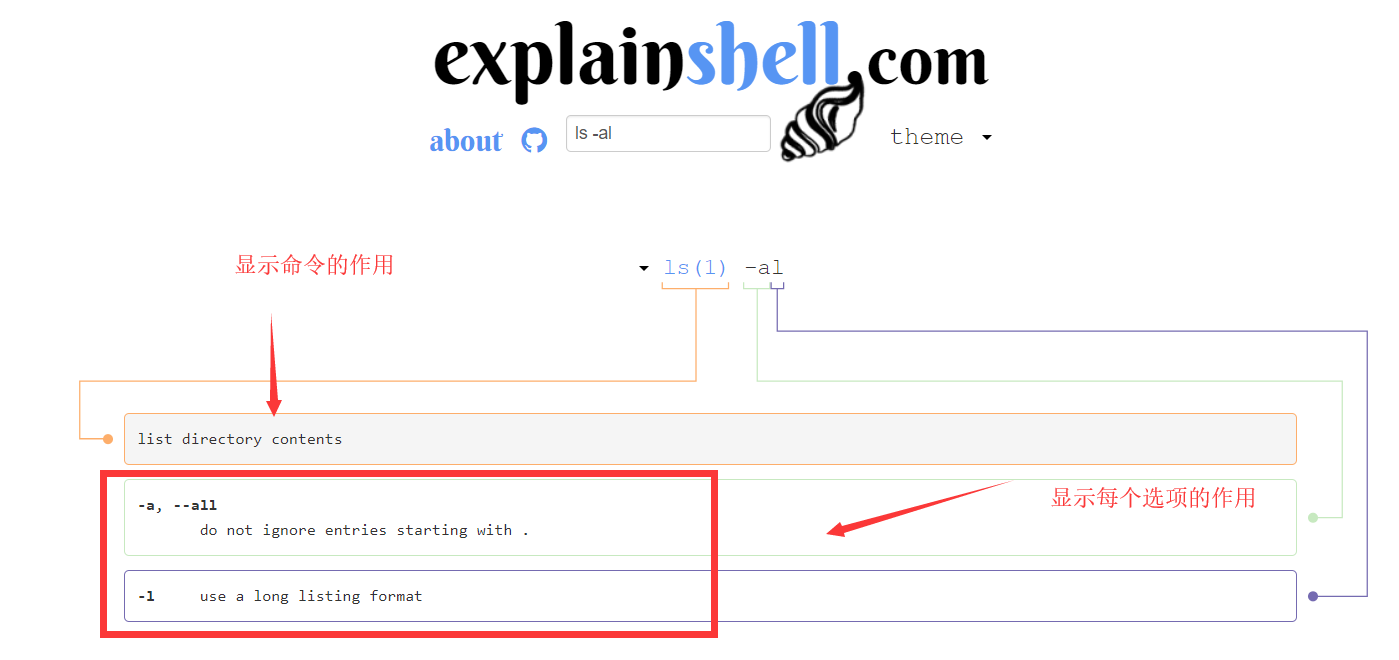 explainshell.com
about
ls -al
theme
显示命令的作用
ls(1) -al
list directory contents
-a, --all
do not ignore entries starting with .
显示每个选项的作用
-l use a long listing format